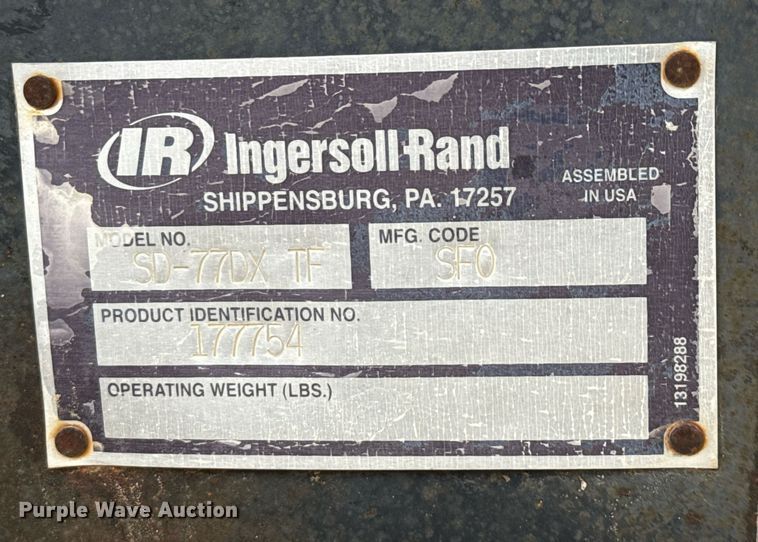 IR Ingersoll-Rand
SHIPPENSBURG, PA. 17257
ASSEMBLED
IN USA
MODEL NO.
SD-77DX TF
MFG. CODE
SFO
PRODUCT IDENTIFICATION NO.
177754
OPERATING WEIGHT (LBS.)
13198288
Purple Wave Auction